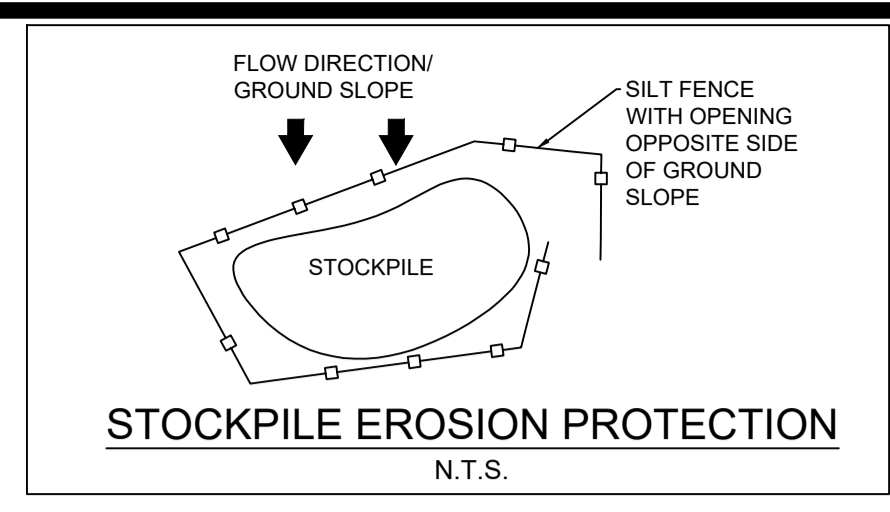 FLOW DIRECTION/
GROUND SLOPE
SILT FENCE
WITH OPENING
OPPOSITE SIDE
OF GROUND
SLOPE
STOCKPILE
STOCKPILE EROSION PROTECTION
N.T.S.